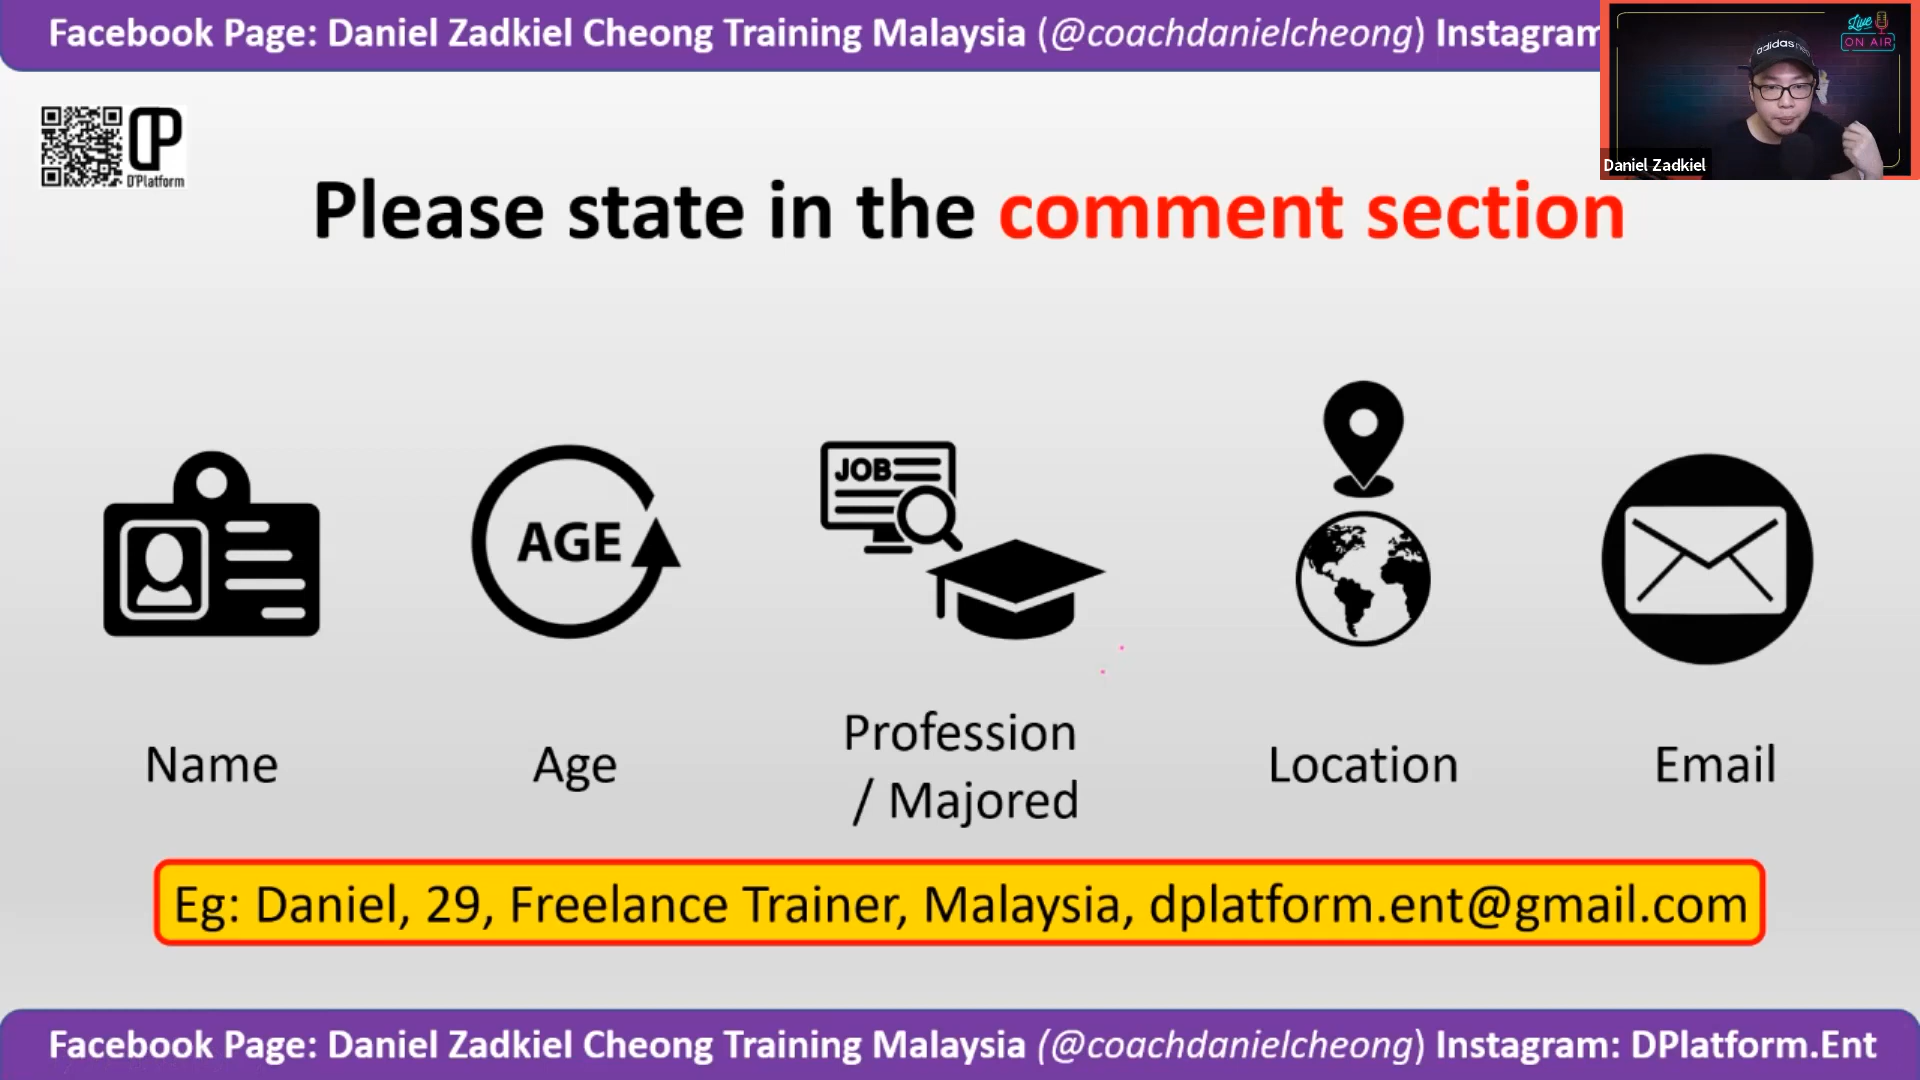 Facebook Page: Daniel Zadkiel Cheong Training Malaysia (@coachdanielcheong) Instagram
Live
ON AIR
adidas
Daniel Zadkiel
D'Platform
Please state in the comment section
JOB
AGE
Name
Age
Profession
/ Majored
Location
Email
Eg: Daniel, 29, Freelance Trainer, Malaysia, dplatform.ent@gmail.com
Facebook Page: Daniel Zadkiel Cheong Training Malaysia (@coachdanielcheong) Instagram: DPlatform.Ent